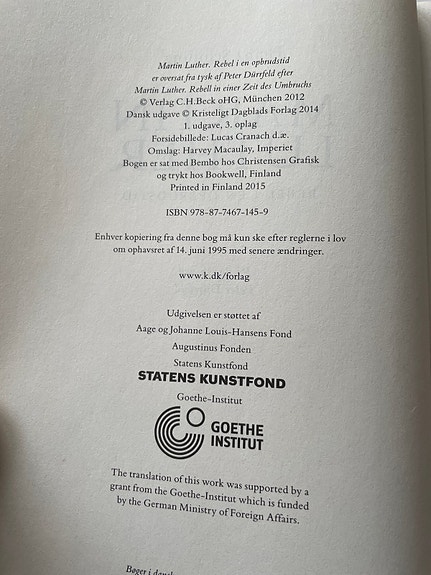 Martin Luther. Rebel i en opbrudstid
er oversat fra tysk af Peter Dürrfeld efter
Martin Luther. Rebell in einer Zeit des Umbruchs
© Verlag C.H.Beck oHG, München 2012
Dansk udgave © Kristeligt Dagblads Forlag 2014
1. udgave, 3. oplag
Forsidebillede: Lucas Cranach d.æ.
Omslag: Harvey Macaulay, Imperiet
Bogen er sat med Bembo hos Christensen Grafisk
og trykt hos Bookwell, Finland
Printed in Finland 2015
ISBN 978-87-7467-145-9
Enhver kopiering fra denne bog må kun ske efter reglerne i lov
om ophavsret af 14. juni 1995 med senere ændringer.
www.k.dk/forlag
Udgivelsen er støttet af
Aage og Johanne Louis-Hansens Fond
Augustinus Fonden
Statens Kunstfond
STATENS KUNSTFOND
Goethe-Institut
GOETHE
INSTITUT
The translation of this work was supported by a
grant from the Goethe-Institut which is funded
by the German Ministry of Foreign Affairs.
Bøger i